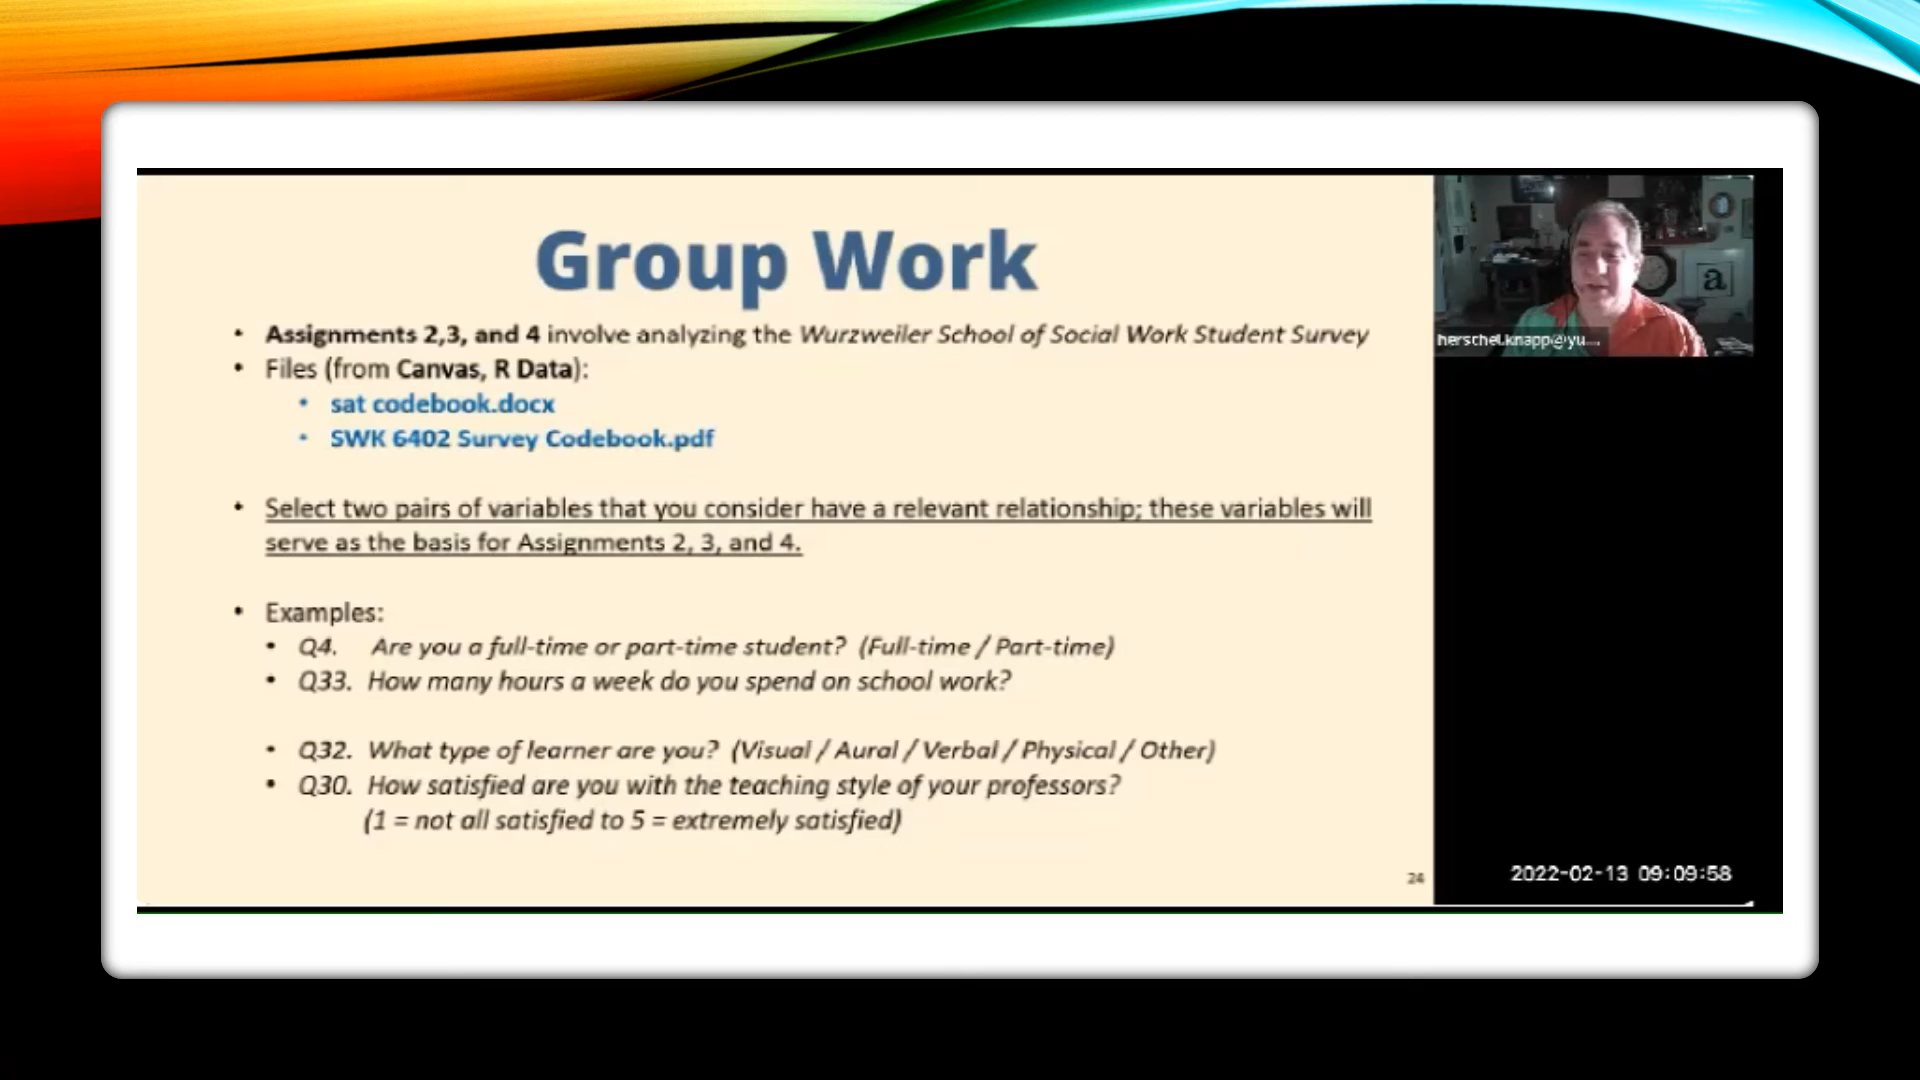 Group Work
• Assignments 2,3, and 4 involve analyzing the Wurzweiler School of Social Work Student Survey
• Files (from Canvas, R Data):
• sat codebook.docx
• SWK 6402 Survey Codebook.pdf
• Select two pairs of variables that you consider have a relevant relationship; these variables will
serve as the basis for Assignments 2, 3, and 4.
• Examples:
• Q4. Are you a full-time or part-time student? (Full-time / Part-time)
• Q33. How many hours a week do you spend on school work?
• Q32. What type of learner are you? (Visual / Aural / Verbal / Physical / Other)
• Q30. How satisfied are you with the teaching style of your professors?
(1 = not all satisfied to 5 = extremely satisfied)
24
herschel.knapp@yu....
a
2022-02-13 09:09:58